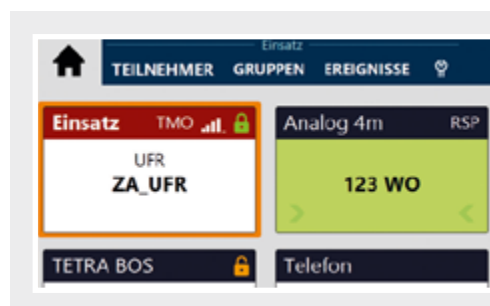 Einsatz
TEILNEHMER GRUPPEN EREIGNISSE
Einsatz TMO
UFR
ZA_UFR
Analog 4m RSP
123 WO
TETRA BOS
Telefon